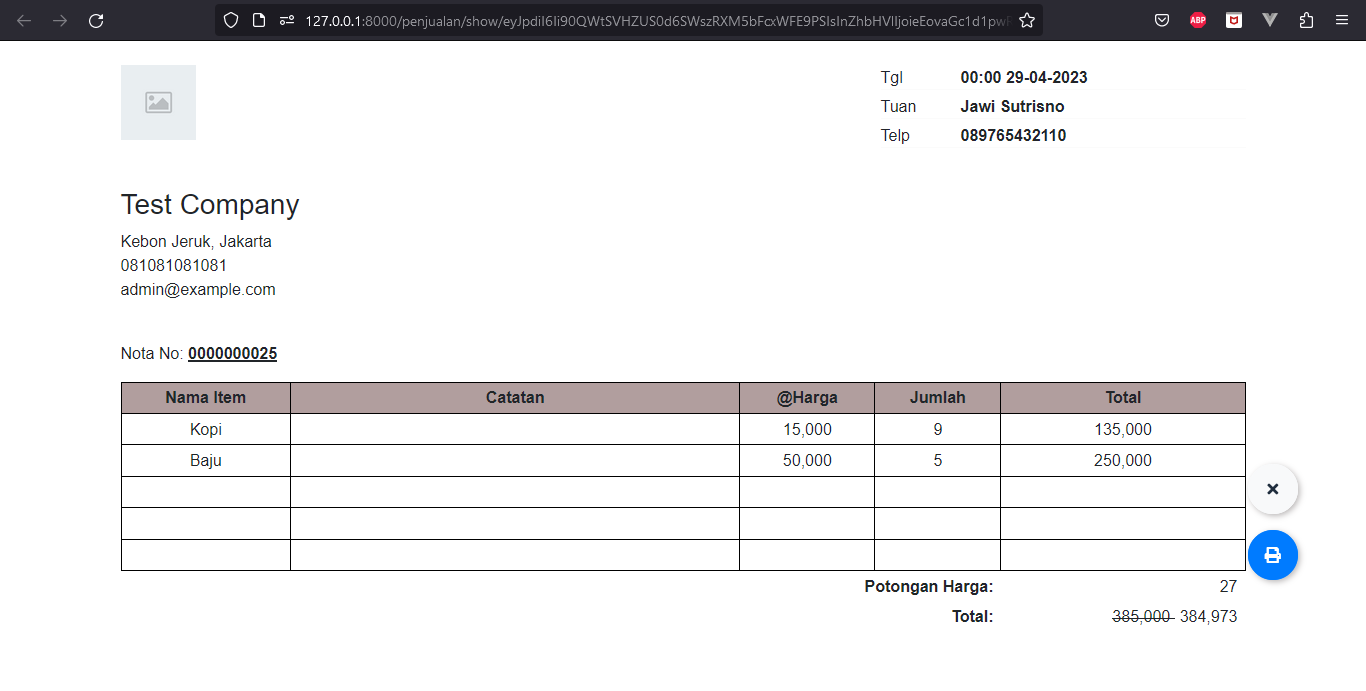 127.0.0.1:8000/penjualan/show/
ABP
Tgl 00:00 29-04-2023
Tuan Jawi Sutrisno
Telp 089765432110
Test Company
Kebon Jeruk, Jakarta
081081081081
admin@example.com
Nota No: 0000000025
Nama Item Catatan @Harga Jumlah Total
Kopi 15,000 9 135,000
Baju 50,000 5 250,000
Potongan Harga: 27
Total: 385,000 384,973